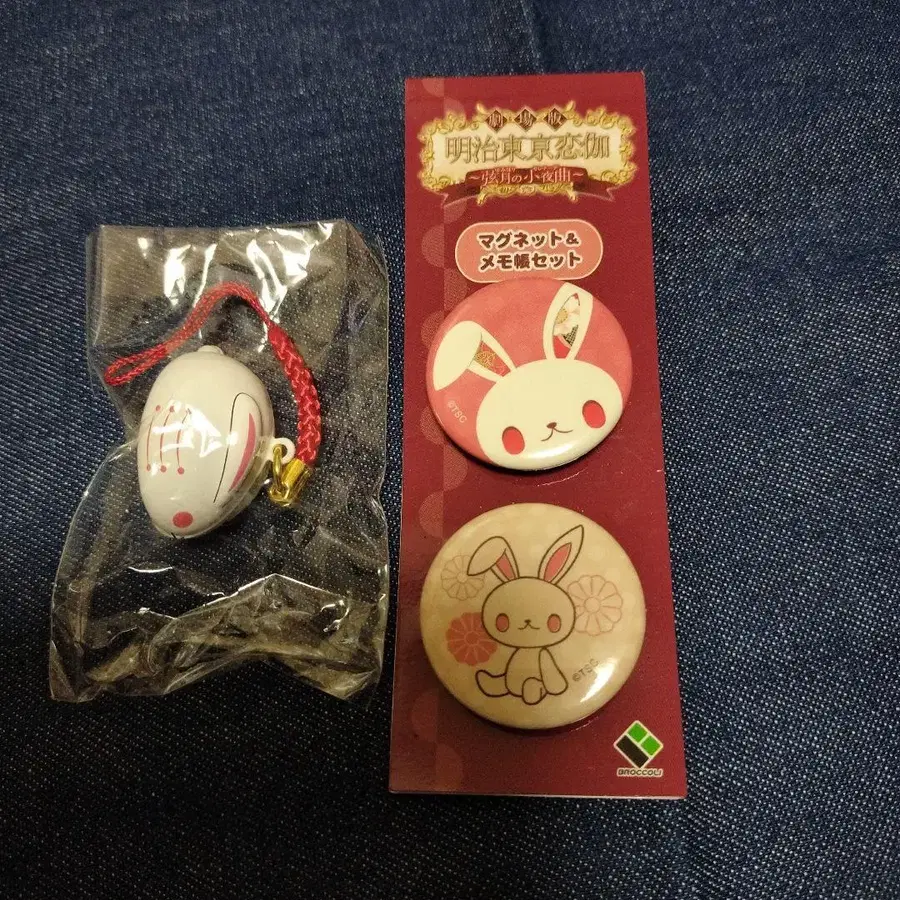 劇場版
明治東亰恋伽
～弦月の小夜曲～
マグネット&
メモ帳セット
©TSC
©TSC
BROCCOLI